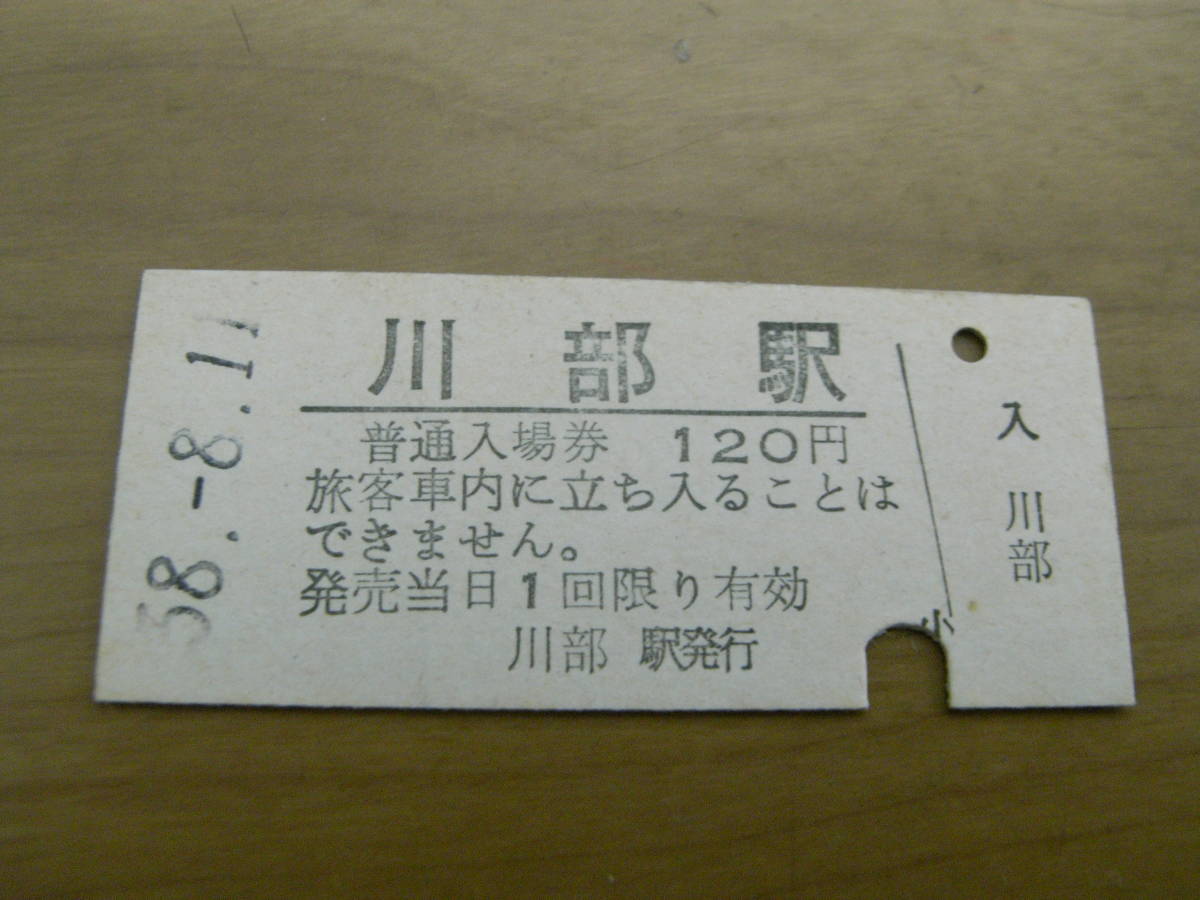 川部駅
普通入場券 120円
旅客車内に立ち入ることは
できません。
発売当日1回限り有効
川部 駅発行
58.-8.11
小
入
川部